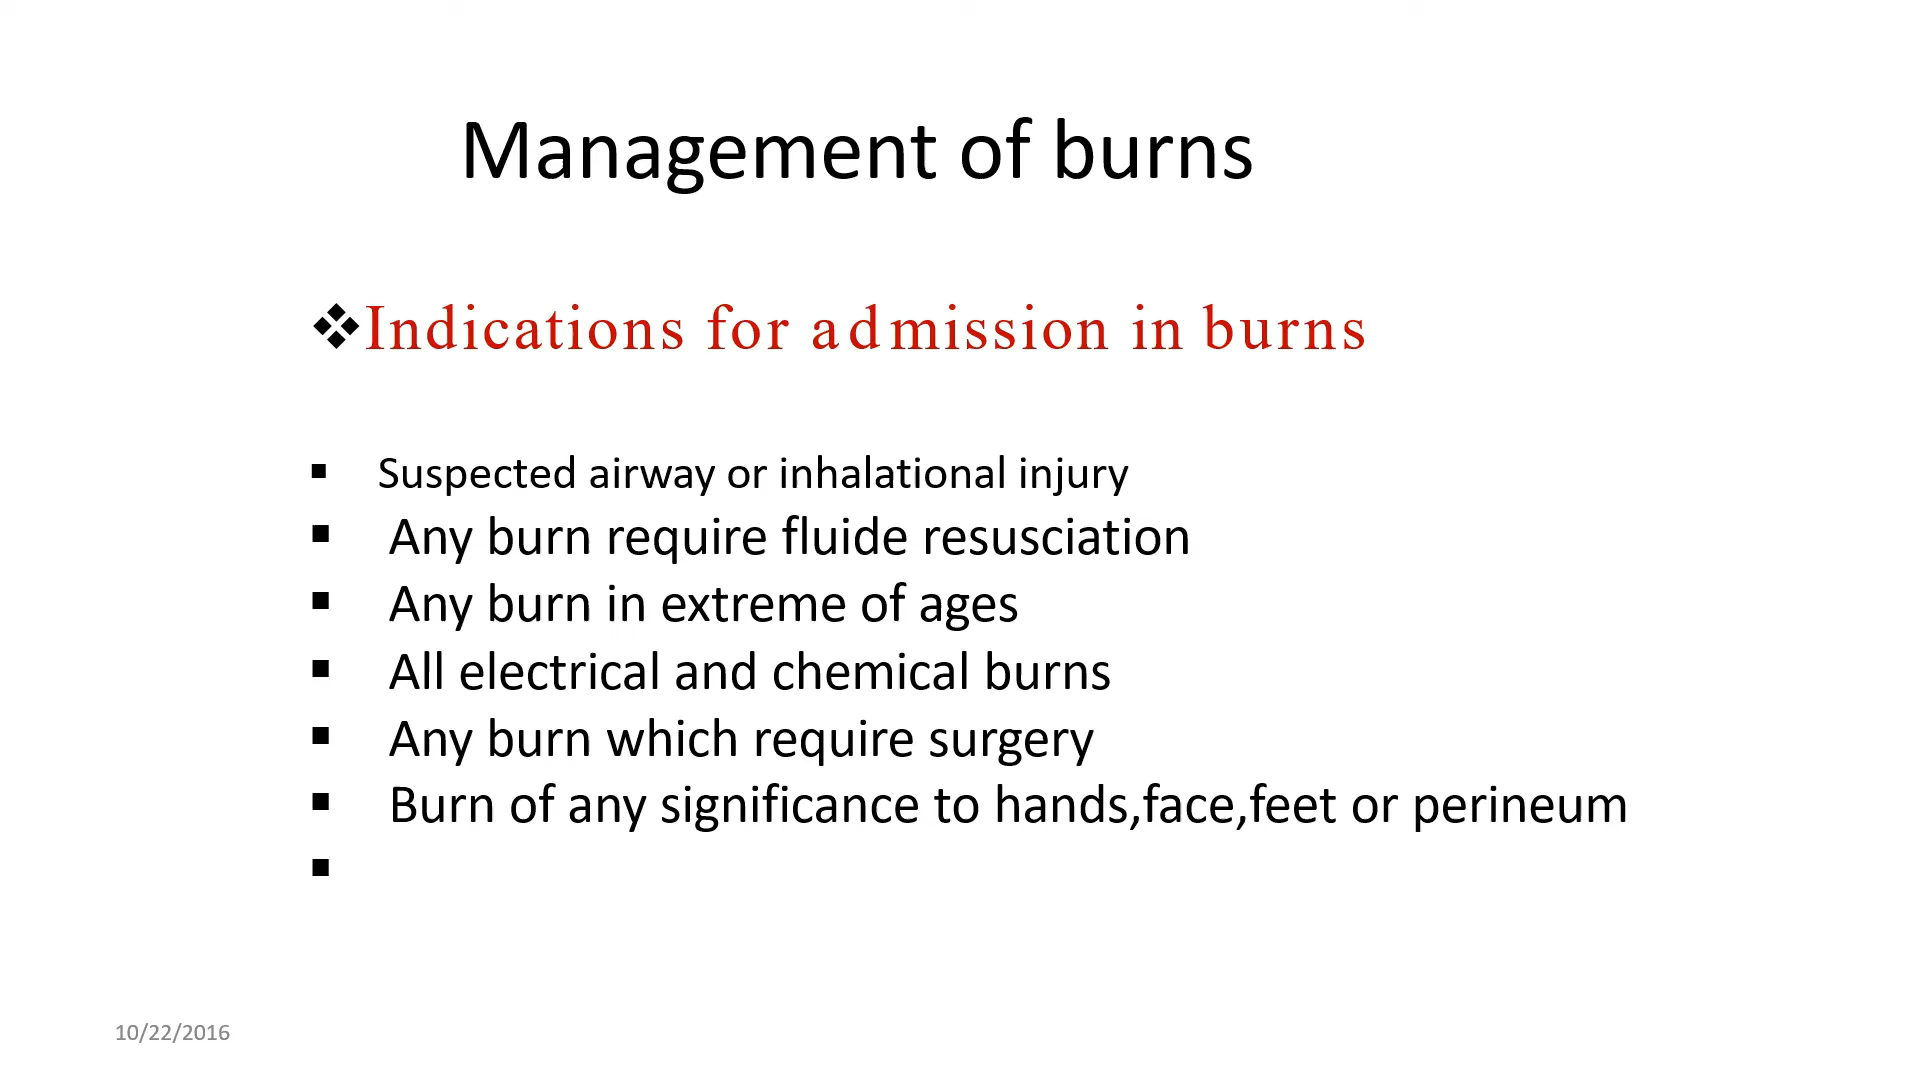 Management of burns
❖Indications for admission in burns
▪ Suspected airway or inhalational injury
▪ Any burn require fluide resusciation
▪ Any burn in extreme of ages
▪ All electrical and chemical burns
▪ Any burn which require surgery
▪ Burn of any significance to hands,face,feet or perineum
▪
10/22/2016